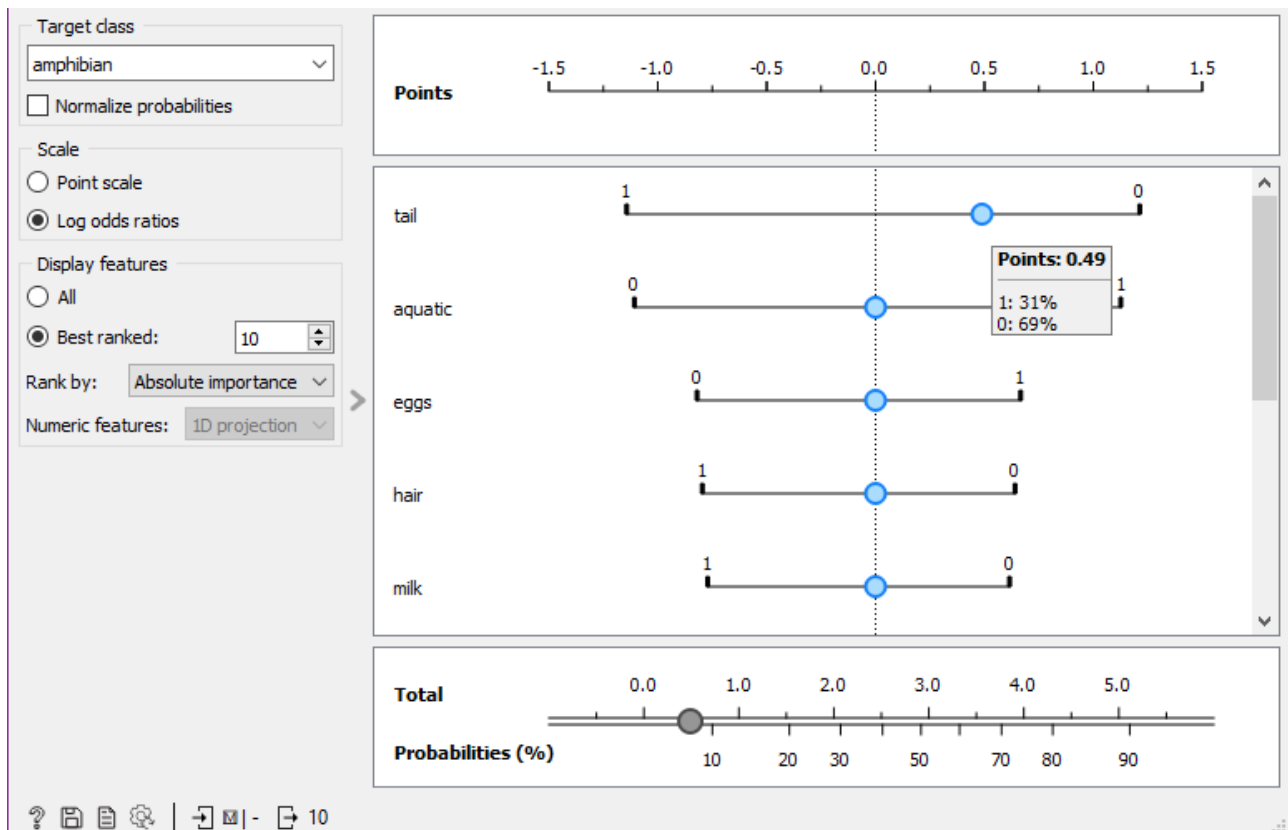 Target class
amphibian
Normalize probabilities
Scale
Point scale
Log odds ratios
Display features
All
Best ranked: 10
Rank by: Absolute importance
Numeric features: 1D projection
-1.5 -1.0 -0.5 0.0 0.5 1.0 1.5
Points
1 0
tail
Points: 0.49
1: 31%
0: 69%
0 1
aquatic
0 1
eggs
1 0
hair
1 0
milk
0.0 1.0 2.0 3.0 4.0 5.0
Total
Probabilities (%)
10 20 30 50 70 80 90
? M | - 10